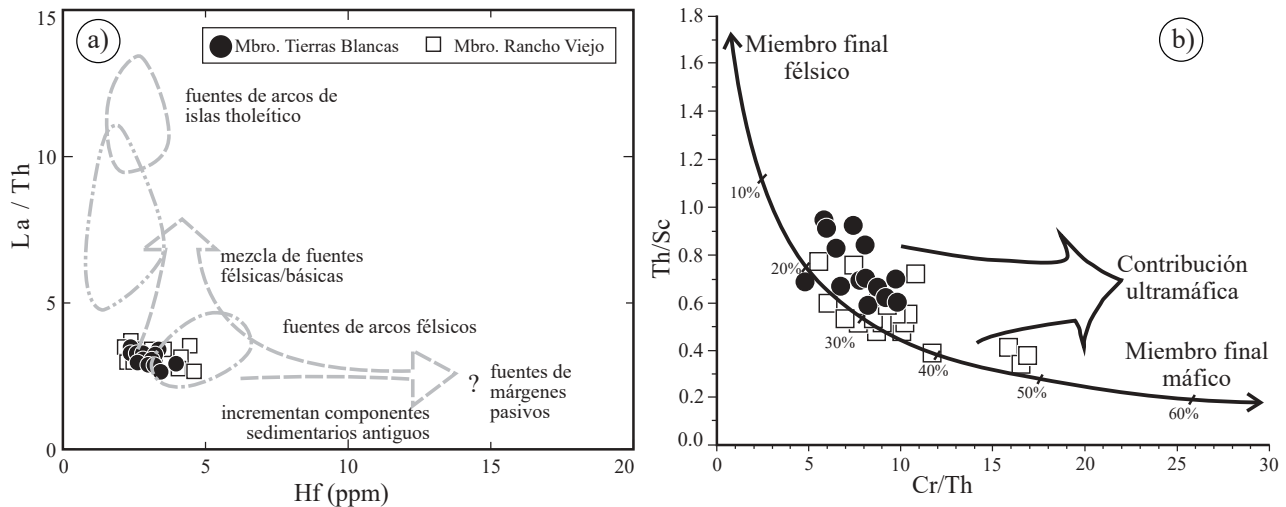 a)
Mbro. Tierras Blancas
Mbro. Rancho Viejo
fuentes de arcos de
islas tholeítico
mezcla de fuentes
félsicas/básicas
fuentes de arcos félsicos
?
fuentes de
márgenes
pasivos
incrementan componentes
sedimentarios antiguos
15
10
5
0
La / Th
0
5
10
15
20
Hf (ppm)
b)
Miembro final
félsico
10%
20%
30%
40%
50%
60%
Contribución
ultramáfica
Miembro final
máfico
1.8
1.6
1.4
1.2
1.0
0.8
0.6
0.4
0.2
0.0
Th/Sc
0
5
10
15
20
25
30
Cr/Th